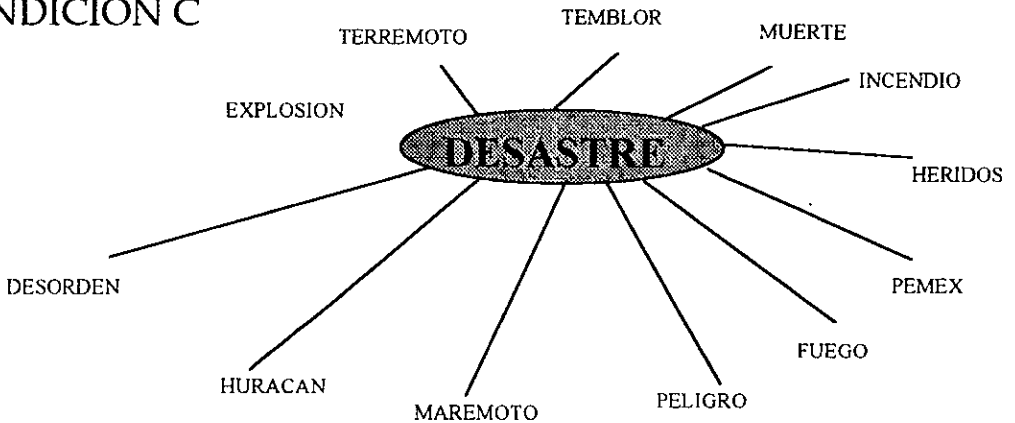 NDICION C
TEMBLOR
TERREMOTO
MUERTE
INCENDIO
EXPLOSION
DESASTRE
HERIDOS
DESORDEN
PEMEX
FUEGO
HURACAN
PELIGRO
MAREMOTO